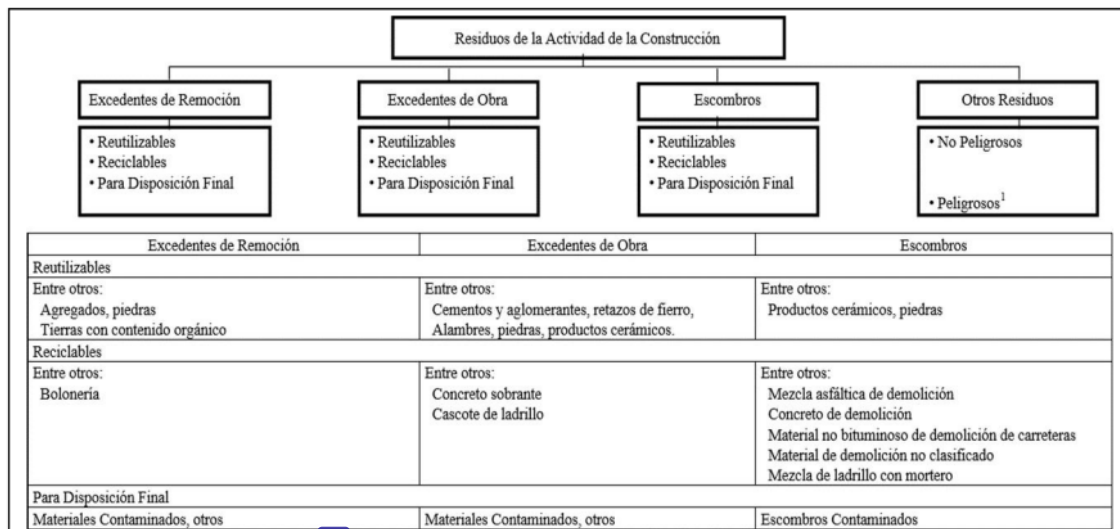 Residuos de la Actividad de la Construcción
Excedentes de Remoción
• Reutilizables
• Reciclables
• Para Disposición Final
Excedentes de Obra
• Reutilizables
• Reciclables
• Para Disposición Final
Escombros
• Reutilizables
• Reciclables
• Para Disposición Final
Otros Residuos
• No Peligrosos
• Peligrosos¹
Excedentes de Remoción
Excedentes de Obra
Escombros
Reutilizables
Entre otros:
Agregados, piedras
Tierras con contenido orgánico
Entre otros:
Cementos y aglomerantes, retazos de fierro,
Alambres, piedras, productos cerámicos.
Entre otros:
Productos cerámicos, piedras
Reciclables
Entre otros:
Bolonería
Entre otros:
Concreto sobrante
Cascote de ladrillo
Entre otros:
Mezcla asfáltica de demolición
Concreto de demolición
Material no bituminoso de demolición de carreteras
Material de demolición no clasificado
Mezcla de ladrillo con mortero
Para Disposición Final
Materiales Contaminados, otros
Materiales Contaminados, otros
Escombros Contaminados